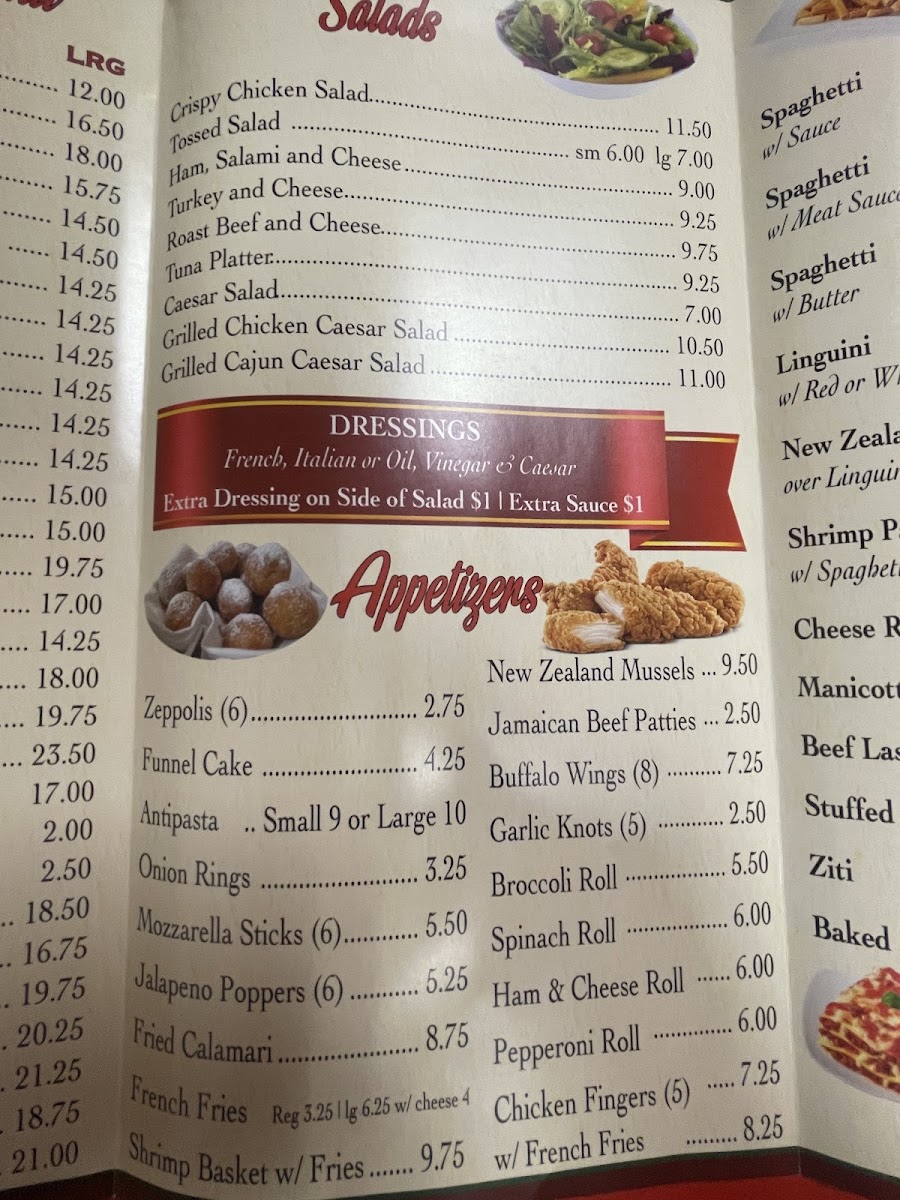 LRG
12.00
16.50
18.00
15.75
14.50
14.50
14.25
14.25
14.25
14.25
14.25
14.25
15.00
15.00
19.75
17.00
14.25
18.00
19.75
23.50
17.00
2.00
2.50
18.50
16.75
19.75
20.25
21.25
18.75
21.00
Salads
Crispy Chicken Salad 11.50
Tossed Salad sm 6.00 lg 7.00
Ham, Salami and Cheese 9.00
Turkey and Cheese 9.25
Roast Beef and Cheese 9.75
Tuna Platter 9.25
Caesar Salad 7.00
Grilled Chicken Caesar Salad 10.50
Grilled Cajun Caesar Salad 11.00
DRESSINGS
French, Italian or Oil, Vinegar & Caesar
Extra Dressing on Side of Salad $1 | Extra Sauce $1
Appetizers
Zeppolis (6) 2.75
Funnel Cake 4.25
Antipasta .. Small 9 or Large 10
Onion Rings 3.25
Mozzarella Sticks (6) 5.50
Jalapeno Poppers (6) 5.25
Fried Calamari 8.75
French Fries Reg 3.25 | lg 6.25 w/ cheese 4
Shrimp Basket w/ Fries 9.75
New Zealand Mussels ... 9.50
Jamaican Beef Patties ... 2.50
Buffalo Wings (8) 7.25
Garlic Knots (5) 2.50
Broccoli Roll 5.50
Spinach Roll 6.00
Ham & Cheese Roll 6.00
Pepperoni Roll 6.00
Chicken Fingers (5) 7.25
w/ French Fries 8.25
Spaghetti
w/ Sauce
Spaghetti
w/ Meat Sauce
Spaghetti
w/ Butter
Linguini
w/ Red or W
New Zeala
over Linguin
Shrimp P
w/ Spaghet
Cheese R
Manicott
Beef Las
Stuffed
Ziti
Baked